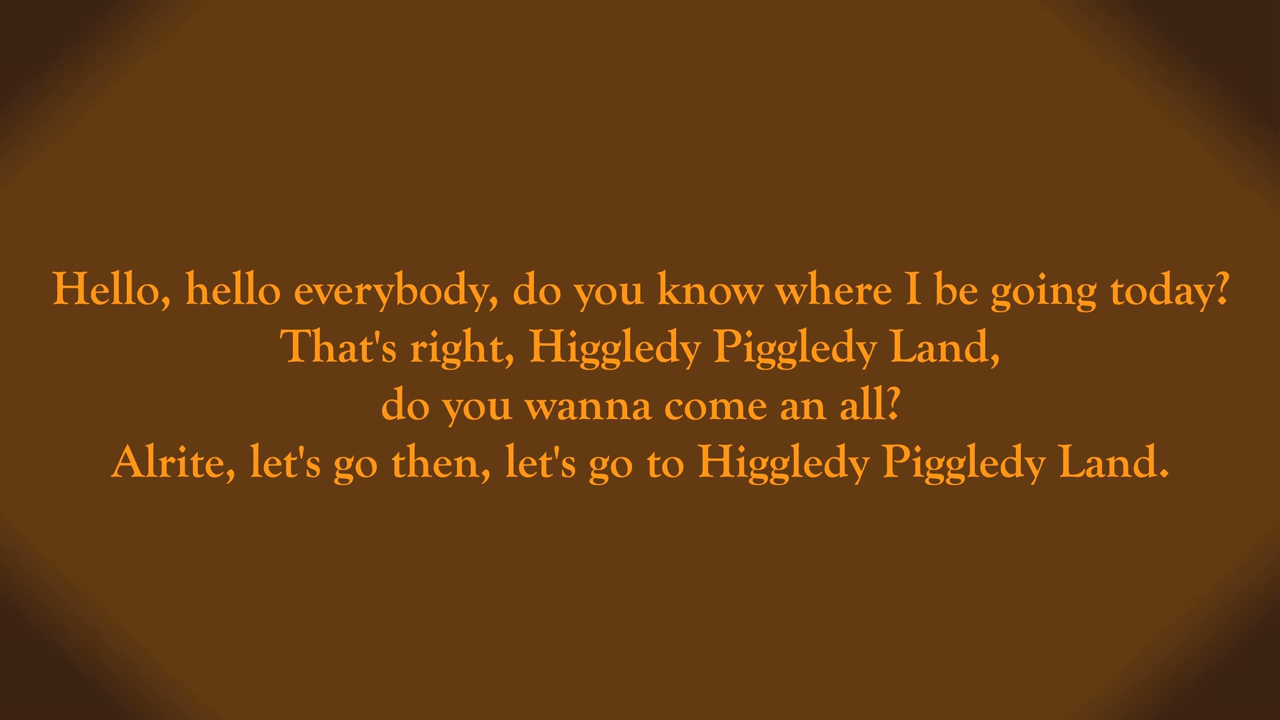 Hello, hello everybody, do you know where I be going today?
That's right, Higgledy Piggledy Land,
do you wanna come an all?
Alrite, let's go then, let's go to Higgledy Piggledy Land.